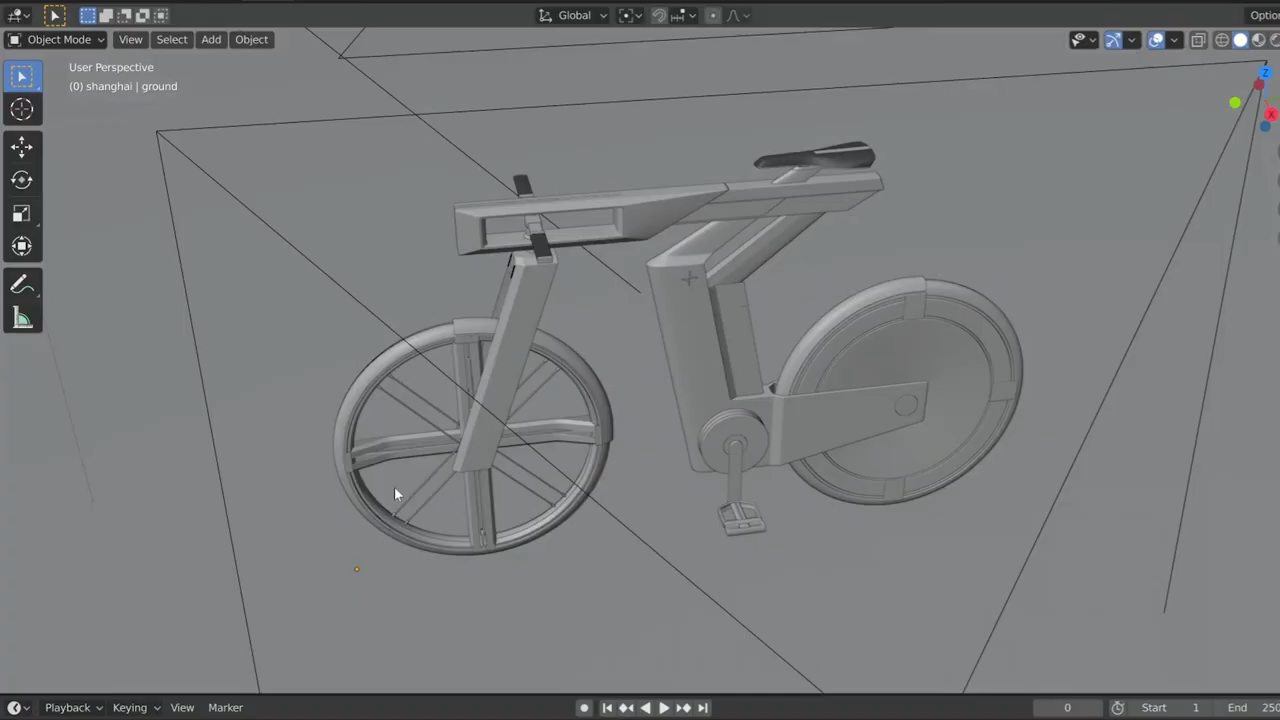 Global
Optio
Object Mode
View
Select
Add
Object
User Perspective
(0) shanghai | ground
Z
X
Playback
Keying
View
Marker
0
Start
1
End
250